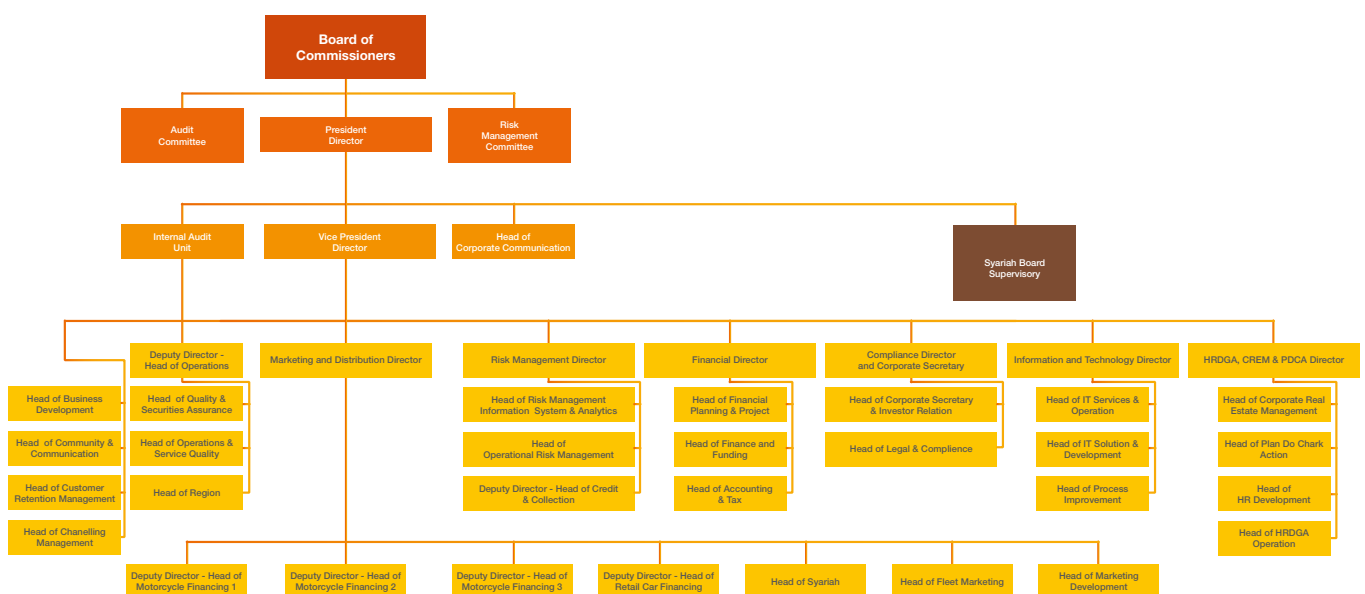 Board of
Commissioners
Audit
Committee
President
Director
Risk
Management
Committee
Internal Audit
Unit
Vice President
Director
Head of
Corporate Communication
Syariah Board
Supervisory
Deputy Director -
Head of Operations
Marketing and Distribution Director
Risk Management Director
Financial Director
Compliance Director
and Corporate Secretary
Information and Technology Director
HRDGA, CREM & PDCA Director
Head of Business
Development
Head of Community &
Communication
Head of Customer
Retention Management
Head of Chanelling
Management
Head of Quality &
Securities Assurance
Head of Operations &
Service Quality
Head of Region
Head of Risk Management
Information System & Analytics
Head of
Operational Risk Management
Deputy Director - Head of Credit
& Collection
Head of Financial
Planning & Project
Head of Finance and
Funding
Head of Accounting
& Tax
Head of Corporate Secretary
& Investor Relation
Head of Legal & Compliance
Head of IT Services &
Operation
Head of IT Solution &
Development
Head of Process
Improvement
Head of Corporate Real
Estate Management
Head of Plan Do Chark
Action
Head of
HR Development
Head of HRDGA
Operation
Deputy Director - Head of
Motorcycle Financing 1
Deputy Director - Head of
Motorcycle Financing 2
Deputy Director - Head of
Motorcycle Financing 3
Deputy Director - Head of
Retail Car Financing
Head of Syariah
Head of Fleet Marketing
Head of Marketing
Development